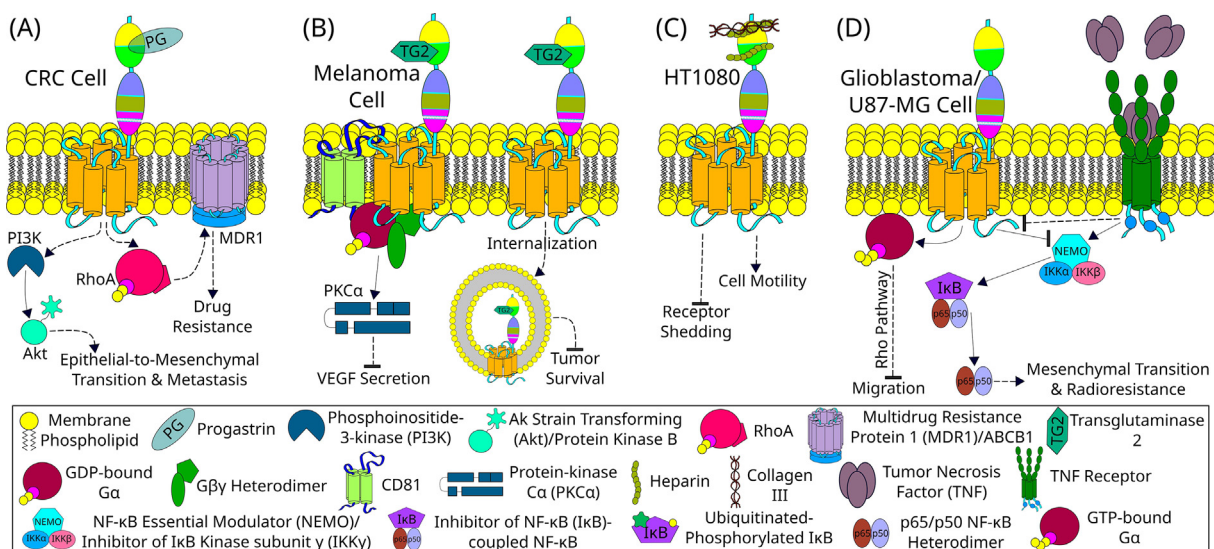 (A)
PG
CRC Cell
PI3K
MDR1
RhoA
Akt
Drug
Resistance
Epithelial-to-Mesenchymal
Transition & Metastasis
(B)
TG2
TG2
Melanoma
Cell
Internalization
PKCα
TG2
VEGF Secretion
Tumor
Survival
(C)
HT1080
Cell Motility
Receptor
Shedding
(D)
Glioblastoma/
U87-MG Cell
NEMO
IKKα IKKβ
IκB
p65 p50
Rho Pathway
Migration
p65 p50
Mesenchymal Transition
& Radioresistance
Membrane
Phospholipid
PG
Progastrin
Phosphoinositide-
3-kinase (PI3K)
Ak Strain Transforming
(Akt)/Protein Kinase B
RhoA
Multidrug Resistance
Protein 1 (MDR1)/ABCB1
TG2
Transglutaminase
2
GDP-bound
Gα
Gβγ Heterodimer
CD81
Protein-kinase
Cα (PKCα)
Heparin
Collagen
III
Tumor Necrosis
Factor (TNF)
TNF Receptor
NEMO
IKKα IKKβ
NF-κB Essential Modulator (NEMO)/
Inhibitor of IκB Kinase subunit γ (IKKγ)
IκB
p65 p50
Inhibitor of NF-κB (IκB)-
coupled NF-κB
IκB
Ubiquitinated-
Phosphorylated IκB
p65 p50
p65/p50 NF-κB
Heterodimer
GTP-bound
Gα